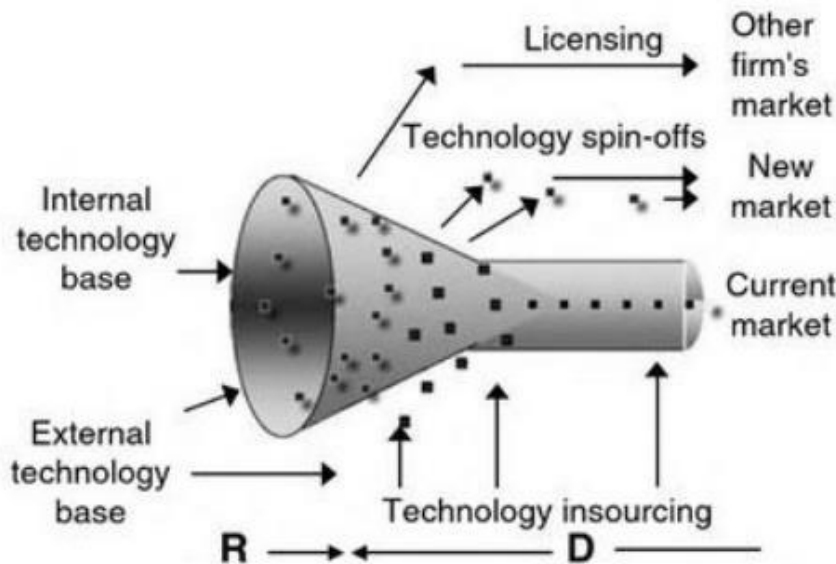 Licensing
Other
firm's
market
Technology spin-offs
New
market
Internal
technology
base
Current
market
External
technology
base
Technology insourcing
R
D